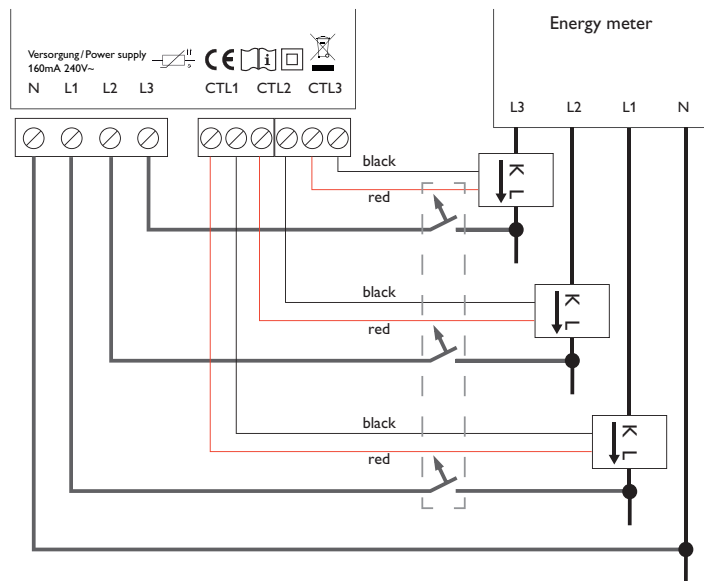 Energy meter
Versorgung/Power supply
160mA 240V~
N L1 L2 L3
CTL1 CTL2 CTL3
L3 L2 L1 N
black
red
K L
black
red
K L
black
red
K L